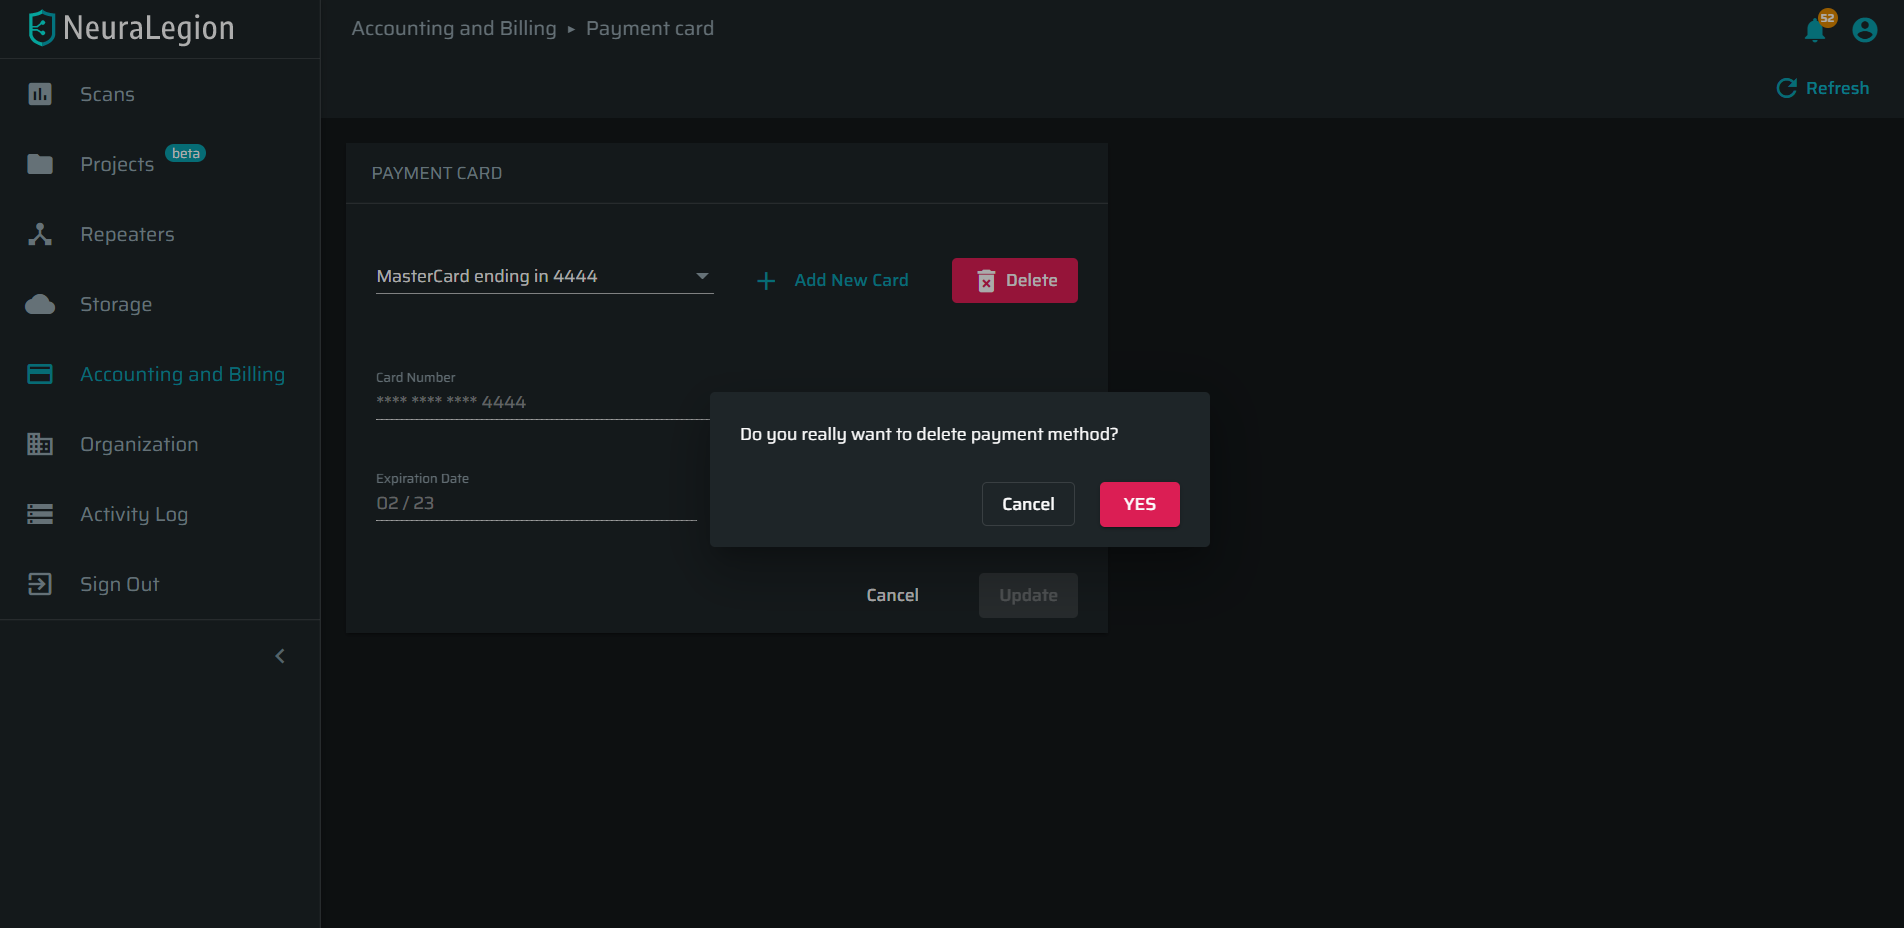 NeuraLegion
Accounting and Billing ▸ Payment card
52
Refresh
Scans
Projects beta
Repeaters
Storage
Accounting and Billing
Organization
Activity Log
Sign Out
PAYMENT CARD
MasterCard ending in 4444
Add New Card
Delete
Card Number
**** **** **** 4444
Expiration Date
02 / 23
Do you really want to delete payment method?
Cancel YES
Cancel Update